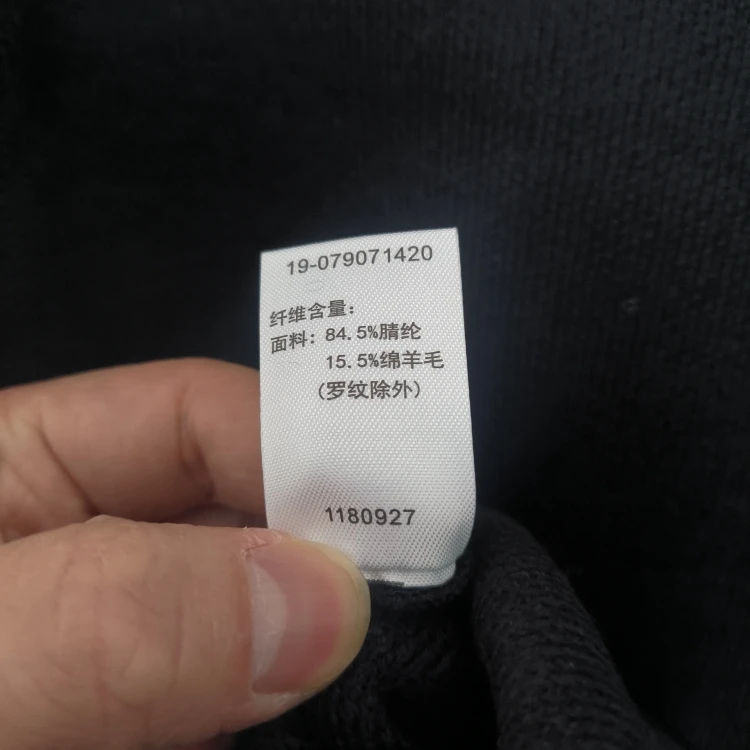 19-079071420
纤维含量：
面料：84.5%腈纶
15.5%绵羊毛
（罗纹除外）
1180927